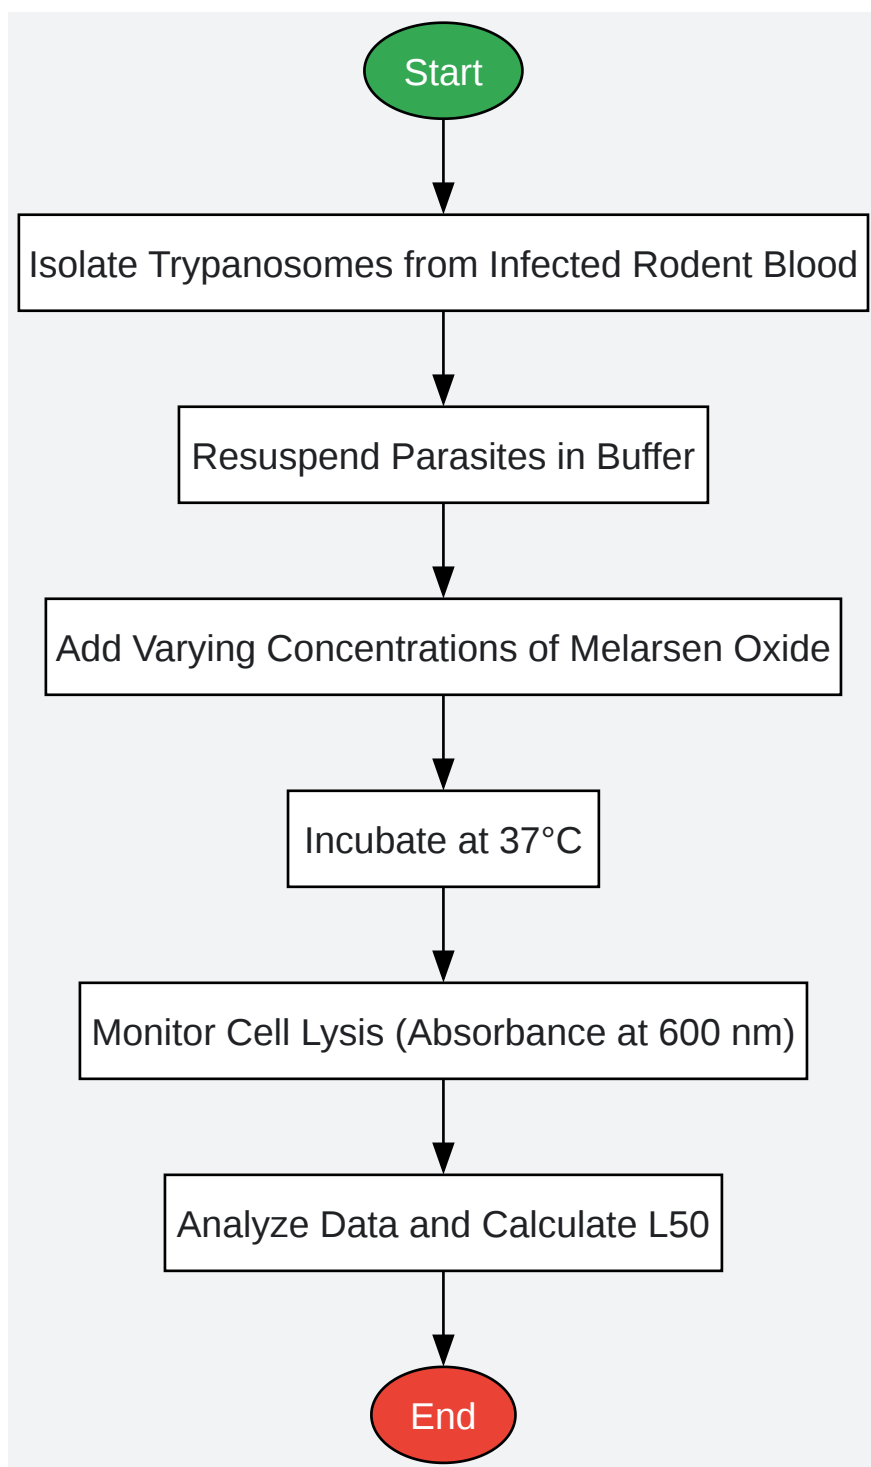 Start
Isolate Trypanosomes from Infected Rodent Blood
Resuspend Parasites in Buffer
Add Varying Concentrations of Melarsen Oxide
Incubate at 37°C
Monitor Cell Lysis (Absorbance at 600 nm)
Analyze Data and Calculate L50
End